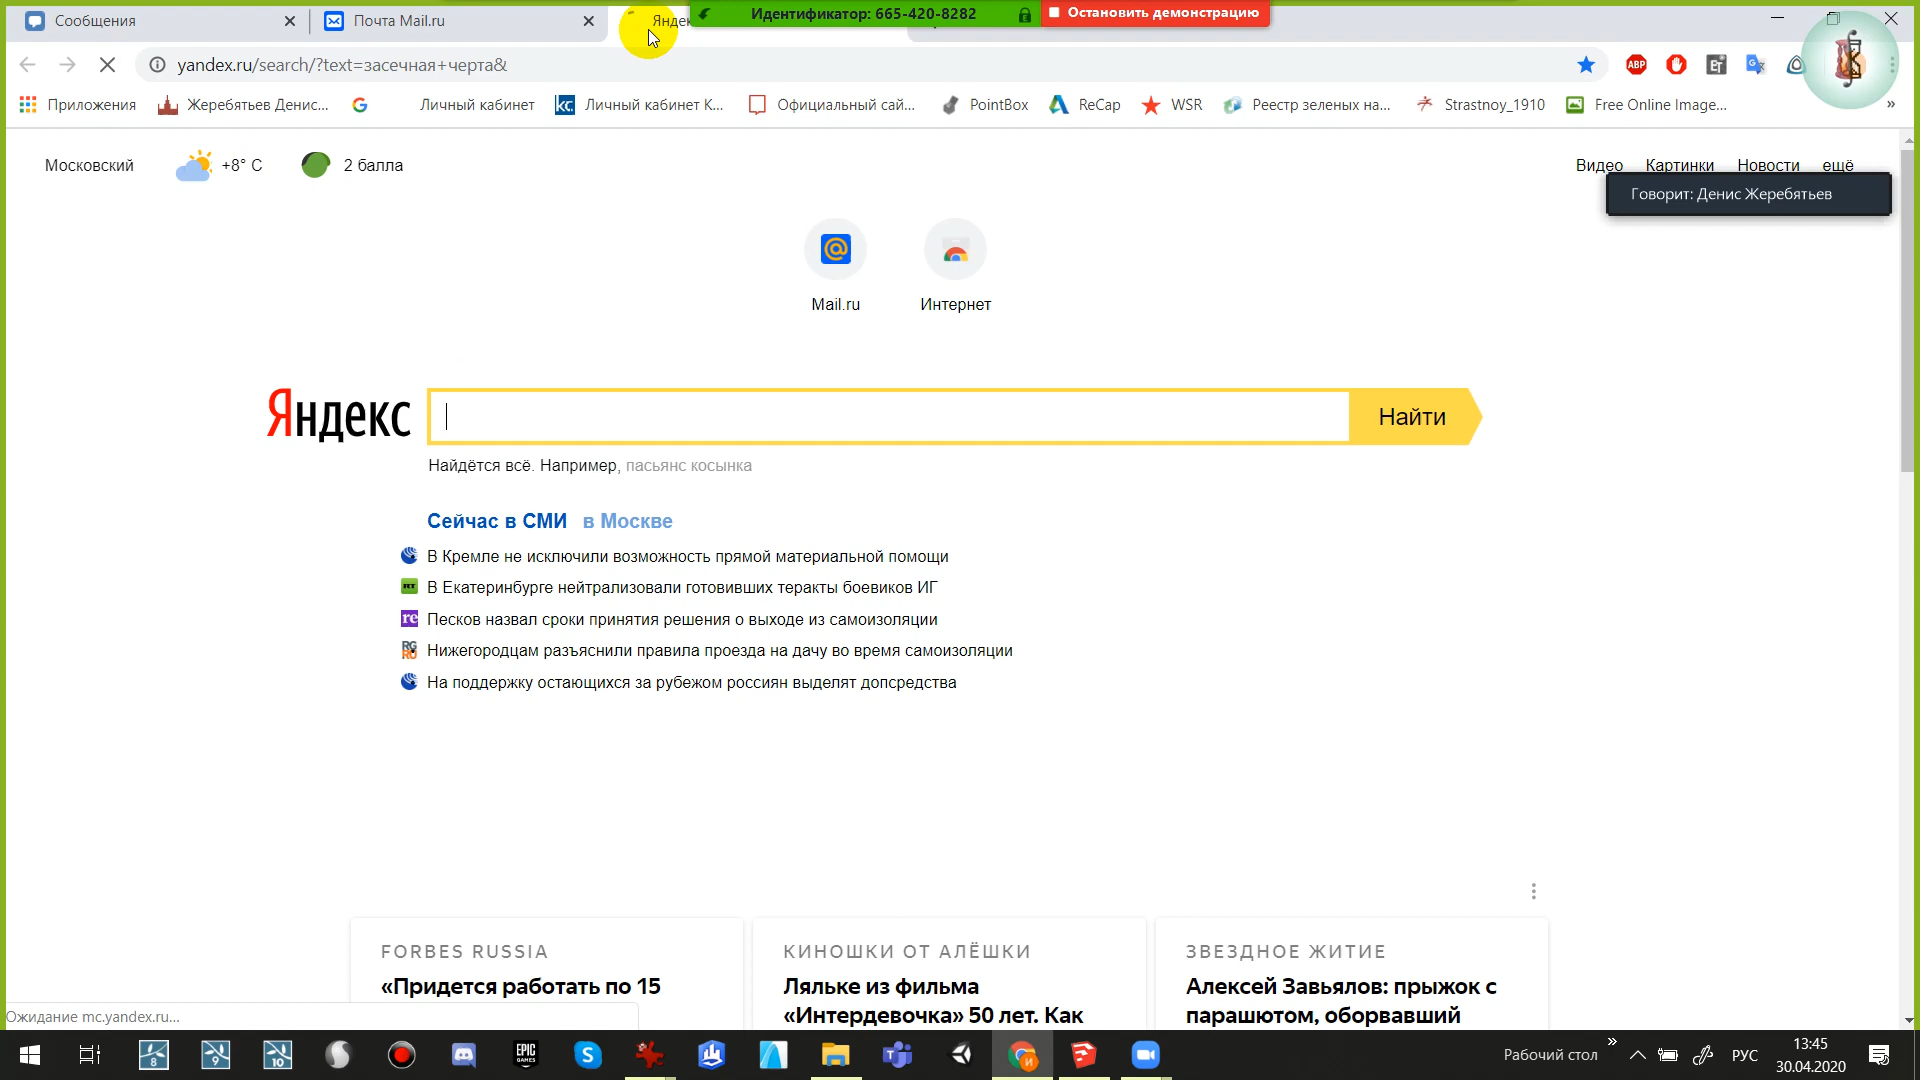 Сообщения
Почта Mail.ru
Яндек
Идентификатор: 665-420-8282
Остановить демонстрацию
yandex.ru/search/?text=засечная+черта&
Приложения
Жеребятьев Денис...
Личный кабинет
Личный кабинет К...
Официальный сай...
PointBox
ReCap
WSR
Реестр зеленых на...
Strastnoy_1910
Free Online Image...
»
Московский
+8° C
2 балла
Видео
Картинки
Новости
ещё
Говорит: Денис Жеребятьев
Mail.ru
Интернет
Яндекс
Найти
Найдётся всё. Например, пасьянс косынка
Сейчас в СМИ
в Москве
В Кремле не исключили возможность прямой материальной помощи
В Екатеринбурге нейтрализовали готовивших теракты боевиков ИГ
Песков назвал сроки принятия решения о выходе из самоизоляции
Нижегородцам разъяснили правила проезда на дачу во время самоизоляции
На поддержку остающихся за рубежом россиян выделят допсредства
FORBES RUSSIA
«Придется работать по 15
КИНОШКИ ОТ АЛЁШКИ
Ляльке из фильма
«Интердевочка» 50 лет. Как
ЗВЕЗДНОЕ ЖИТИЕ
Алексей Завьялов: прыжок с
парашютом, оборвавший
Ожидание mc.yandex.ru...
8
9
10
EPIC
GAMES
Рабочий стол
»
РУС
13:45
30.04.2020